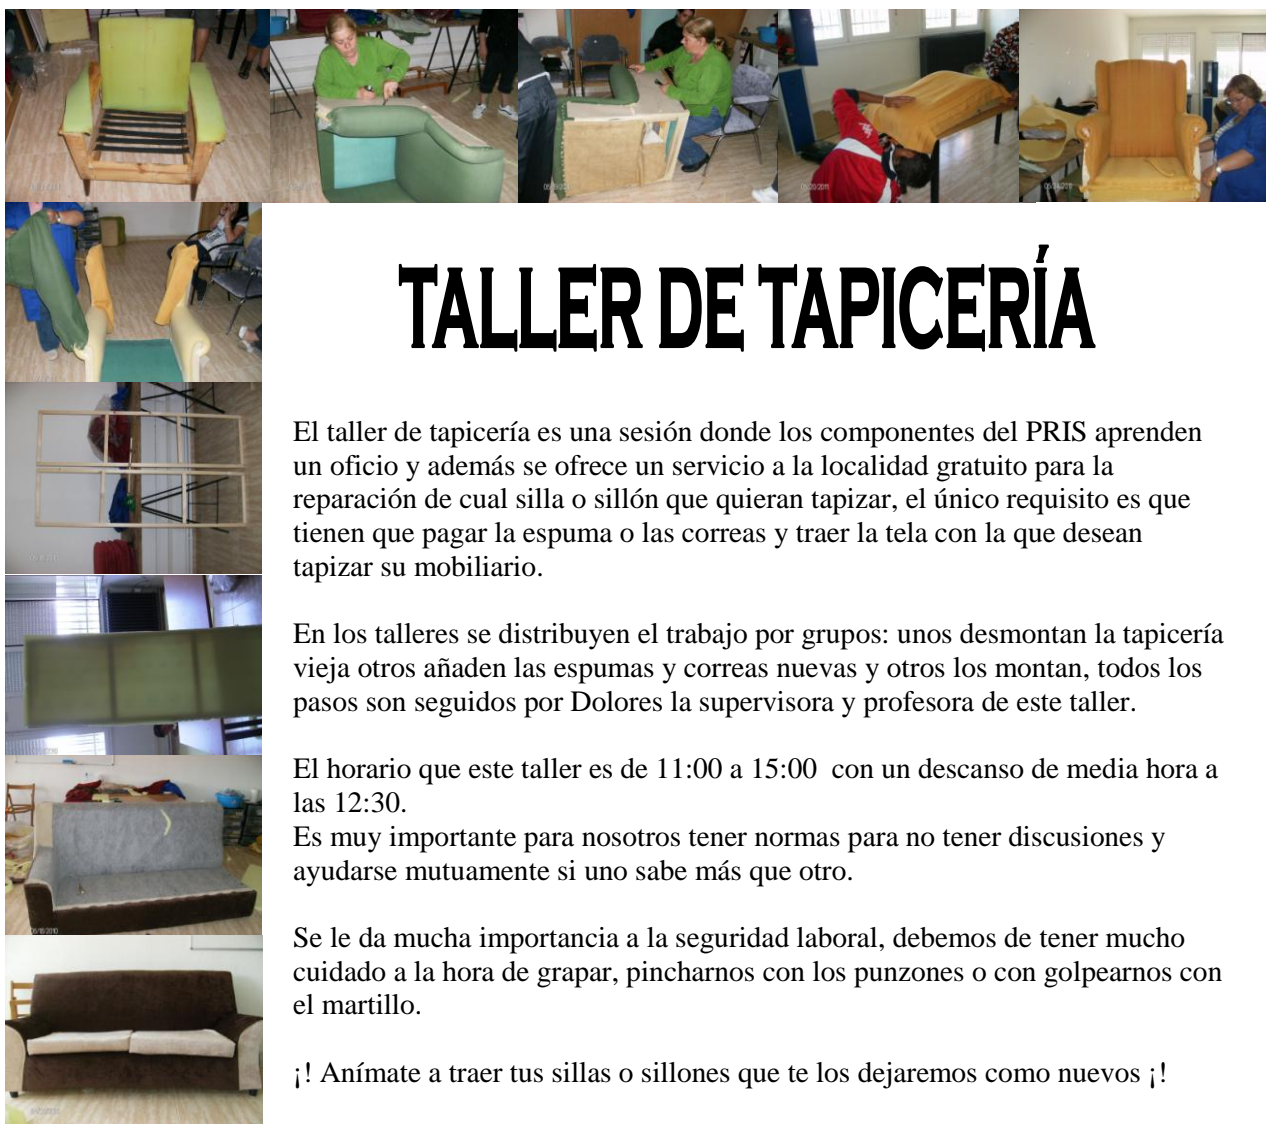 TALLER DE TAPICERÍA
El taller de tapicería es una sesión donde los componentes del PRIS aprenden
un oficio y además se ofrece un servicio a la localidad gratuito para la
reparación de cual silla o sillón que quieran tapizar, el único requisito es que
tienen que pagar la espuma o las correas y traer la tela con la que desean
tapizar su mobiliario.
En los talleres se distribuyen el trabajo por grupos: unos desmontan la tapicería
vieja otros añaden las espumas y correas nuevas y otros los montan, todos los
pasos son seguidos por Dolores la supervisora y profesora de este taller.
El horario que este taller es de 11:00 a 15:00  con un descanso de media hora a
las 12:30.
Es muy importante para nosotros tener normas para no tener discusiones y
ayudarse mutuamente si uno sabe más que otro.
Se le da mucha importancia a la seguridad laboral, debemos de tener mucho
cuidado a la hora de grapar, pincharnos con los punzones o con golpearnos con
el martillo.
¡! Anímate a traer tus sillas o sillones que te los dejaremos como nuevos ¡!